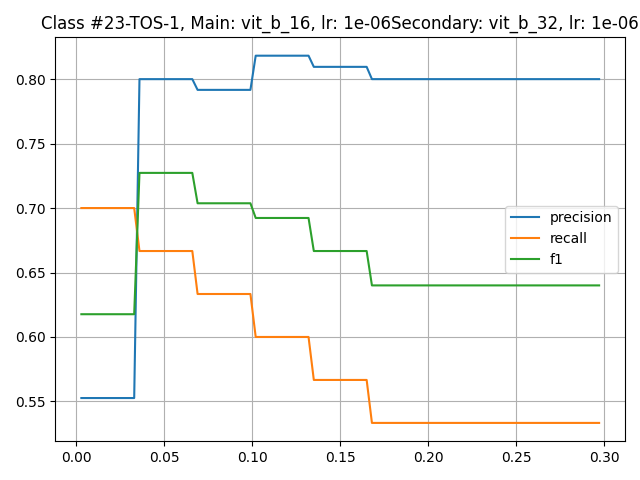 Class #23-TOS-1, Main: vit_b_16, lr: 1e-06Secondary: vit_b_32, lr: 1e-06
0.80
0.75
0.70
0.65
0.60
0.55
precision
recall
f1
0.00 0.05 0.10 0.15 0.20 0.25 0.30